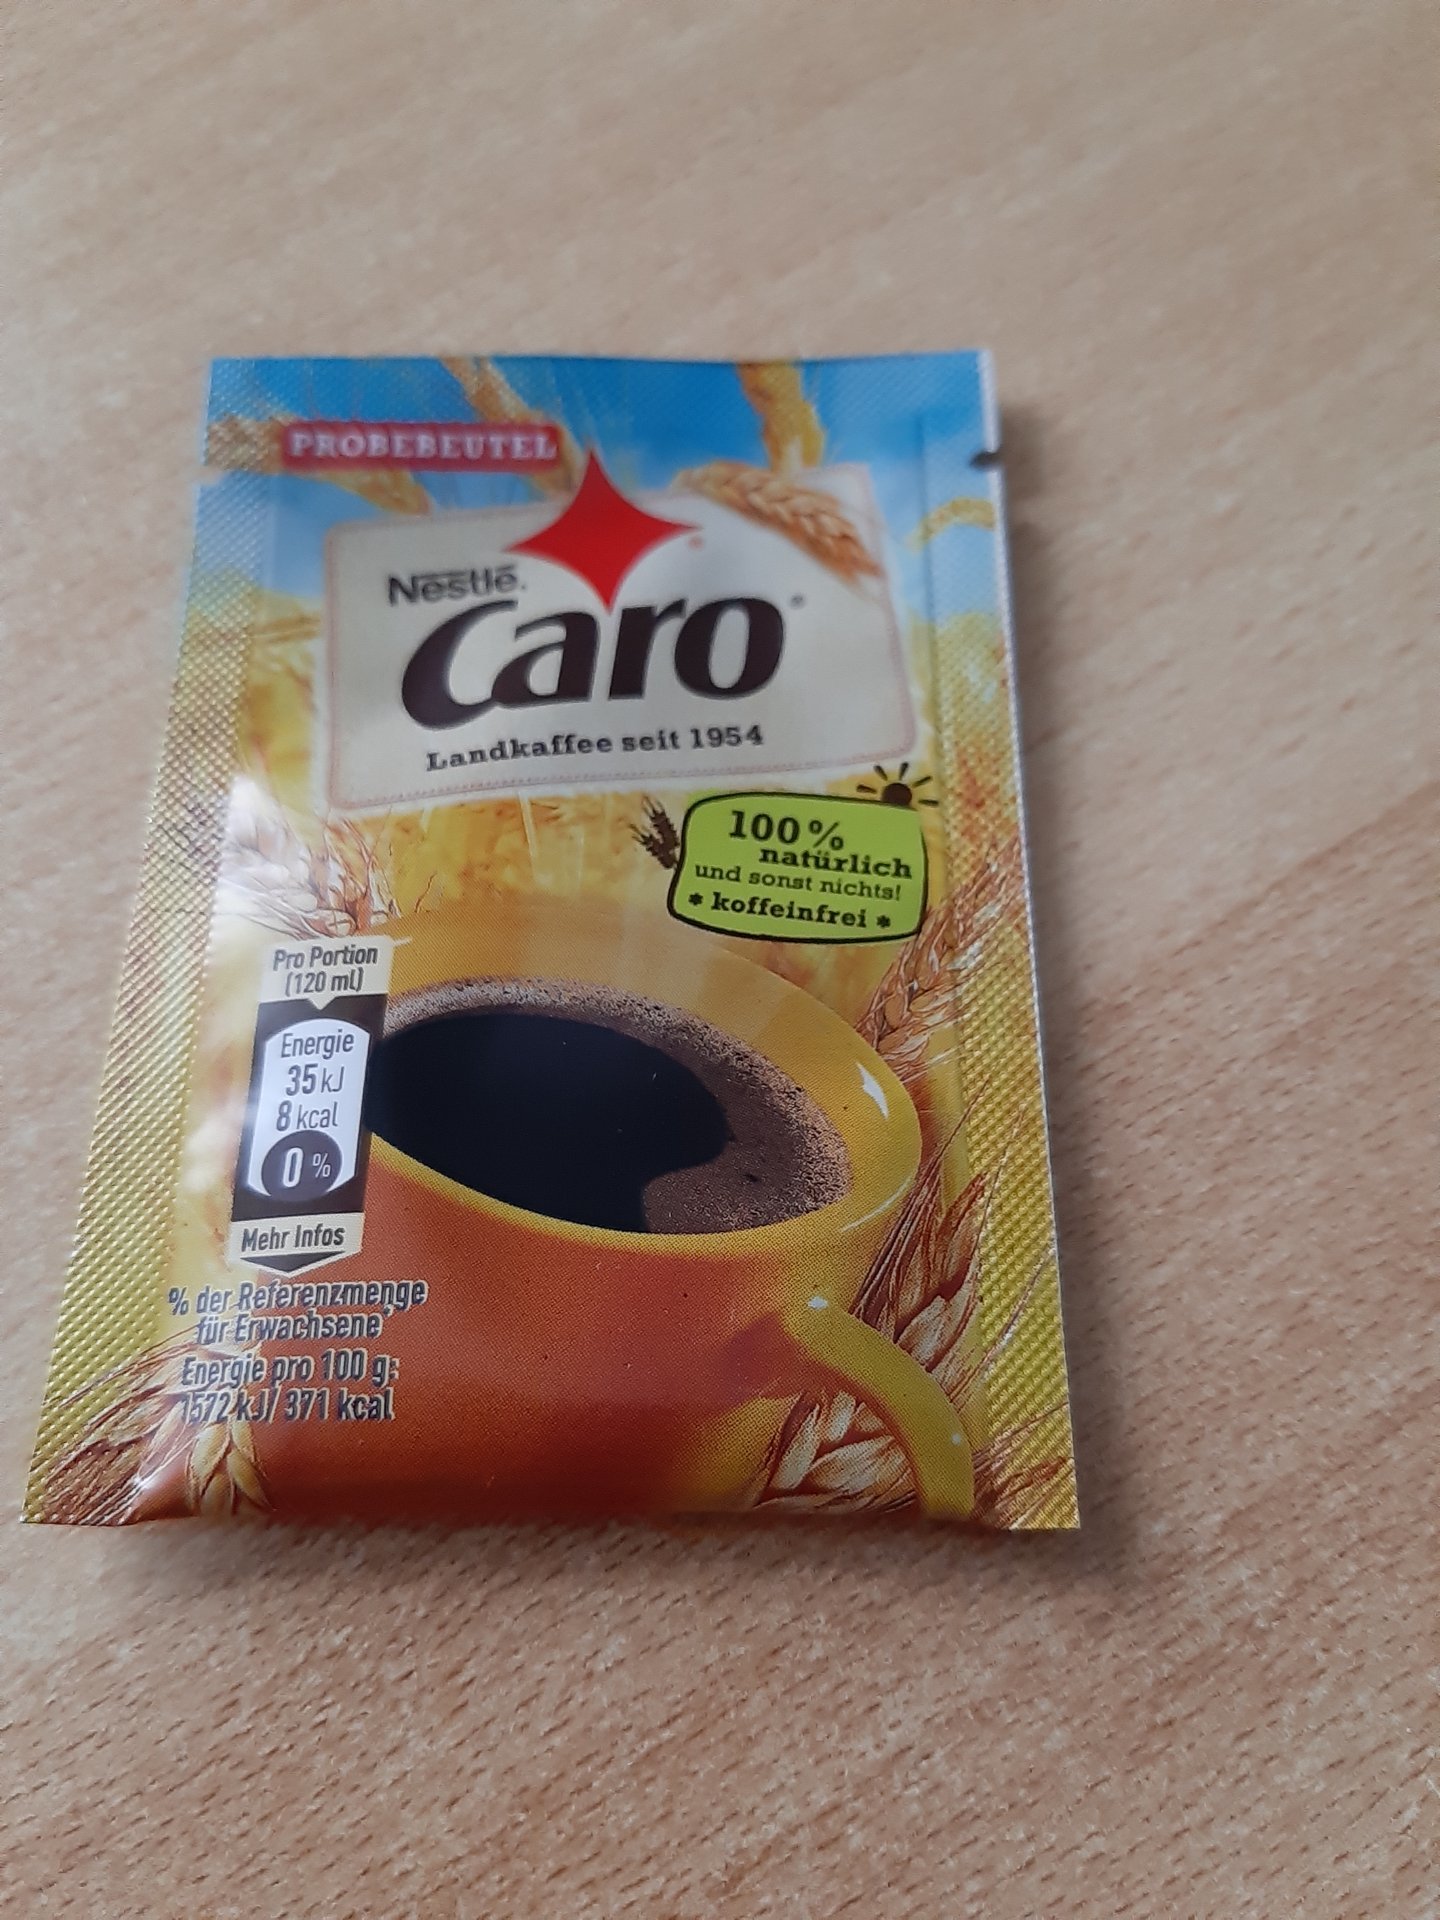 PROBEBEUTEL
Nestlé.
Caro
Landkaffee seit 1954
100%
natürlich
und sonst nichts!
* koffeinfrei *
Pro Portion
(120 ml)
Energie
35 kJ
8 kcal
0 %
Mehr Infos
% der Referenzmenge
für Erwachsene
Energie pro 100 g:
1572 kJ/ 371 kcal